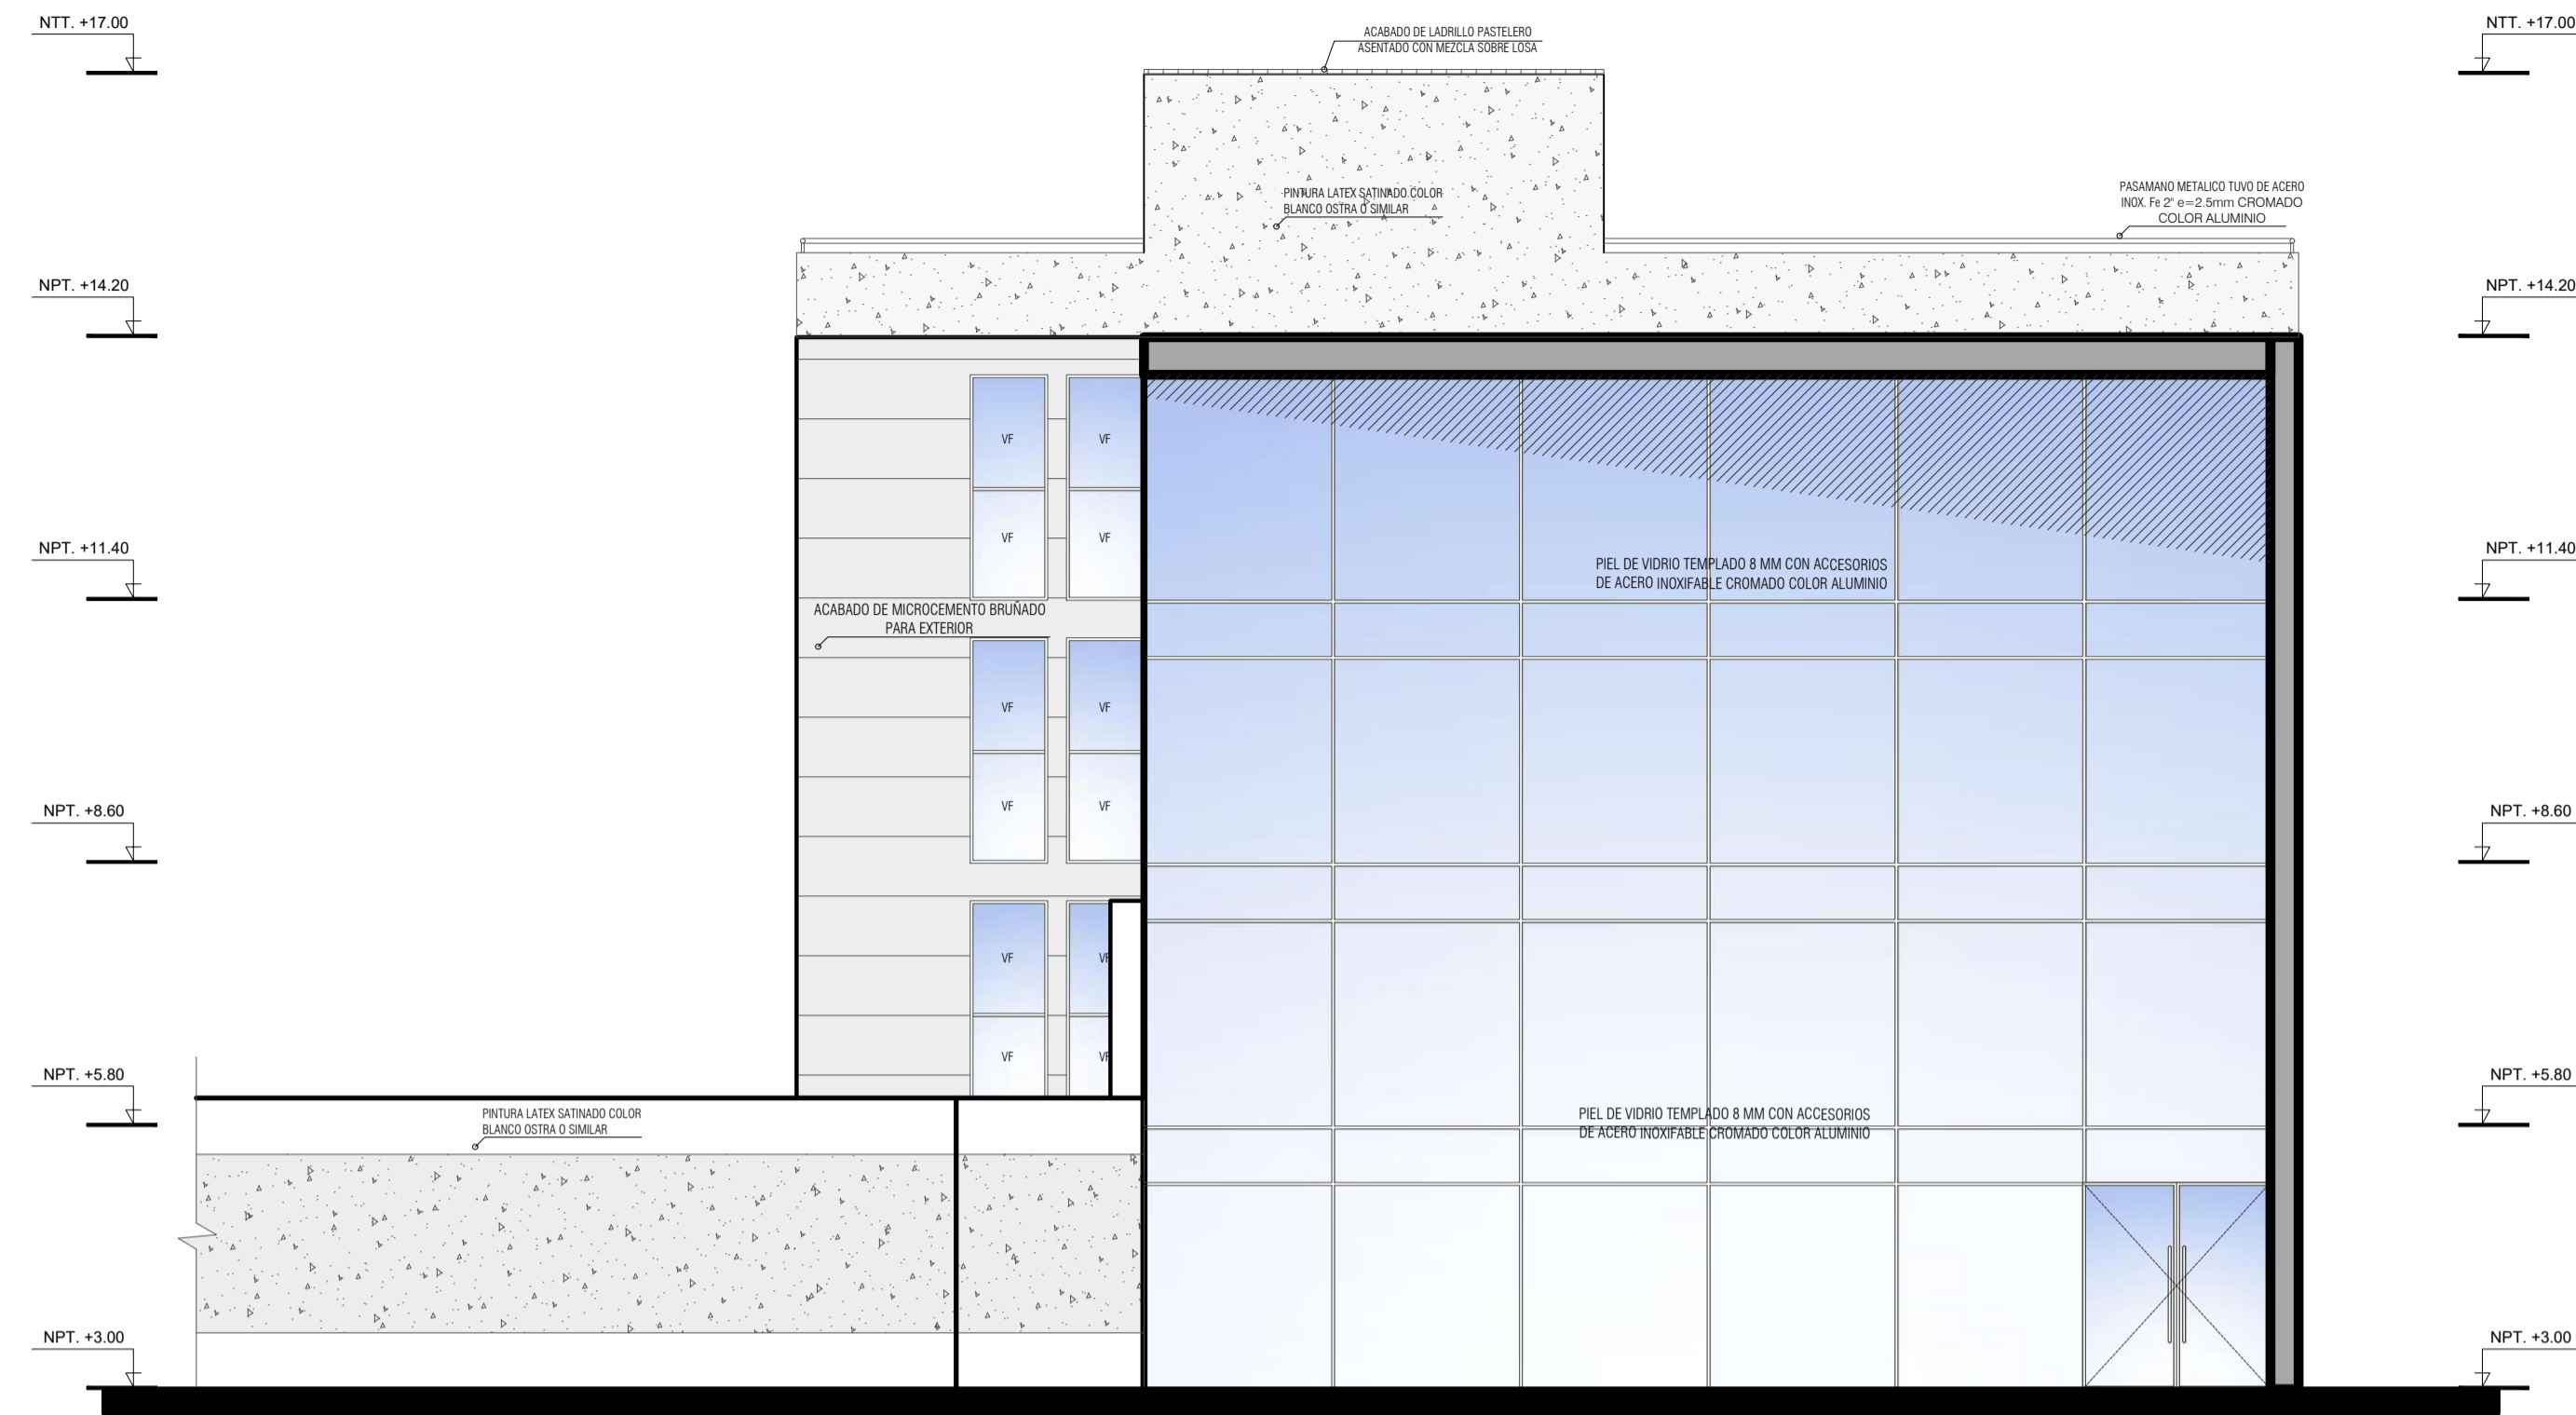 NTT. +17.00
NTT. +17.00
ACABADO DE LADRILLO PASTELERO
ASENTADO CON MEZCLA SOBRE LOSA
PINTURA LATEX SATINADO COLOR
BLANCO OSTRA O SIMILAR
PASAMANO METALICO TUVO DE ACERO
INOX. Fe 2" e=2.5mm CROMADO
COLOR ALUMINIO
NPT. +14.20
NPT. +14.20
VF
VF
VF
VF
NPT. +11.40
NPT. +11.40
PIEL DE VIDRIO TEMPLADO 8 MM CON ACCESORIOS
DE ACERO INOXIFABLE CROMADO COLOR ALUMINIO
ACABADO DE MICROCEMENTO BRUÑADO
PARA EXTERIOR
VF
VF
VF
VF
NPT. +8.60
NPT. +8.60
VF
VF
VF
VF
NPT. +5.80
NPT. +5.80
PINTURA LATEX SATINADO COLOR
BLANCO OSTRA O SIMILAR
PIEL DE VIDRIO TEMPLADO 8 MM CON ACCESORIOS
DE ACERO INOXIFABLE CROMADO COLOR ALUMINIO
NPT. +3.00
NPT. +3.00